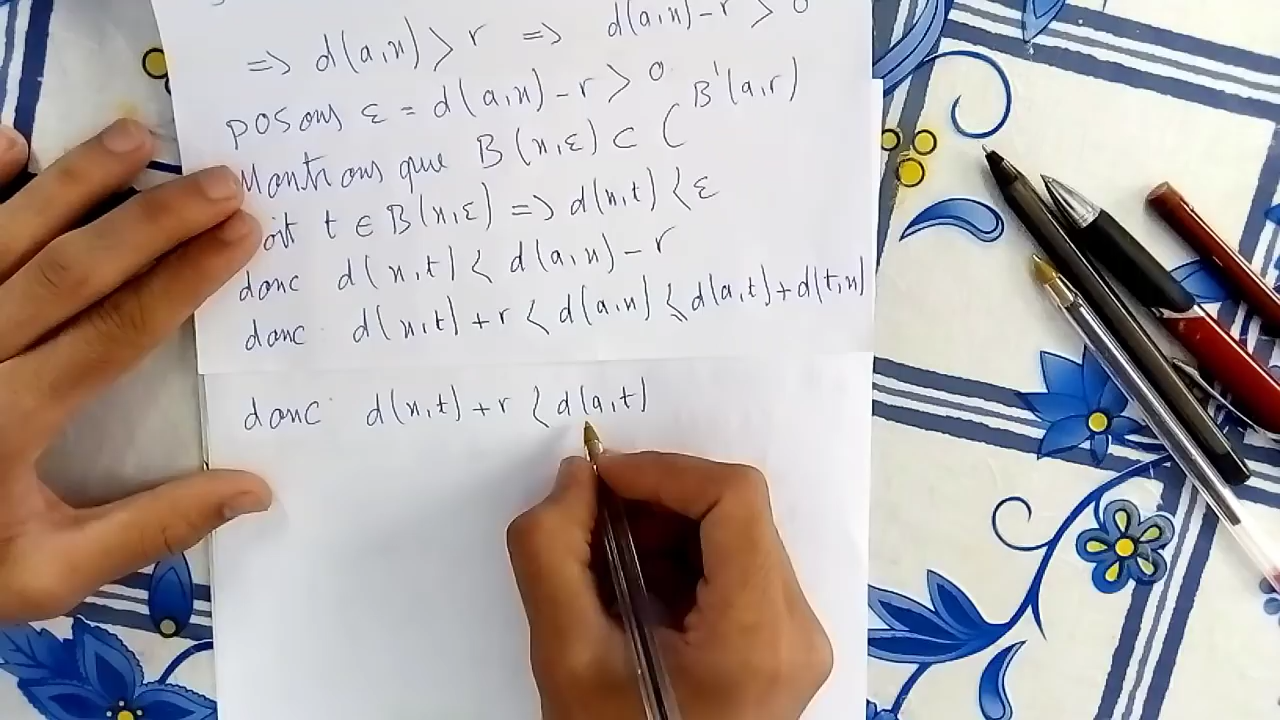 => d(a,x) > r => d(a,x) - r > 0
posons ε = d(a,x) - r > 0
Montrons que B(x,ε) ⊂ C B'(a,r)
oit t ∈ B(x,ε) => d(x,t) < ε
donc d(x,t) < d(a,x) - r
donc d(x,t) + r < d(a,x) ≤ d(a,t) + d(t,x)
donc d(x,t) + r < d(a,t)